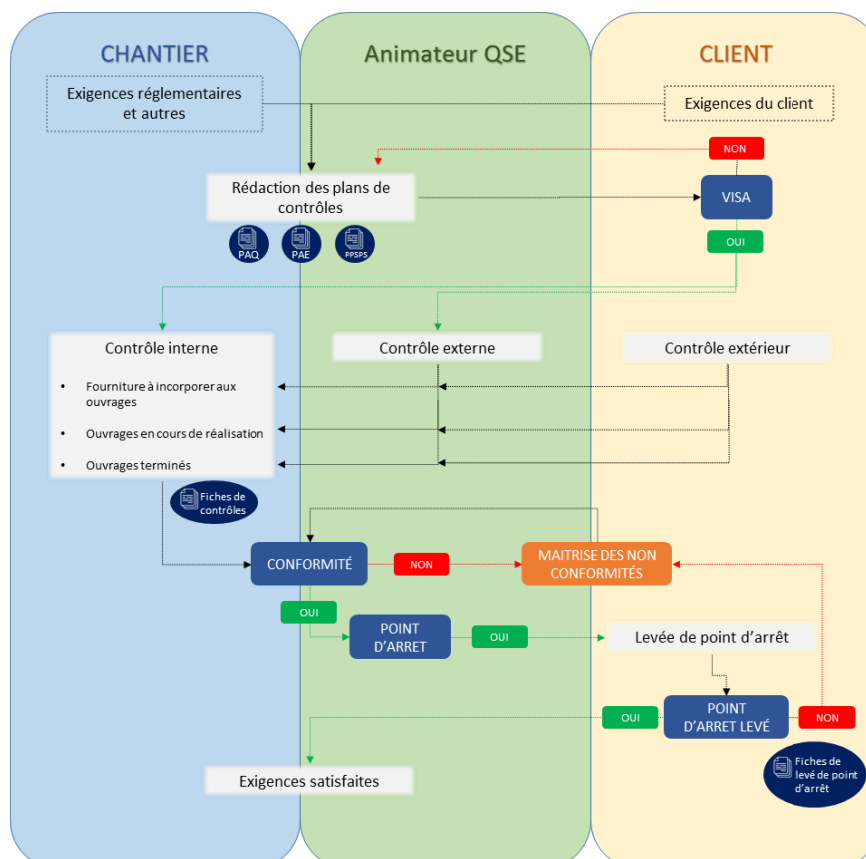 CHANTIER
Animateur QSE
CLIENT
Exigences réglementaires
et autres
Exigences du client
NON
Rédaction des plans de
contrôles
VISA
PAQ
PAE
PPSPS
OUI
Contrôle interne
Contrôle externe
Contrôle extérieur
• Fourniture à incorporer aux
ouvrages
• Ouvrages en cours de réalisation
• Ouvrages terminés
Fiches de
contrôles
CONFORMITÉ
NON
MAITRISE DES NON
CONFORMITÉS
OUI
POINT
D'ARRET
OUI
Levée de point d'arrêt
OUI
POINT
D'ARRET LEVÉ
NON
Exigences satisfaites
Fiches de
levé de point
d'arrêt